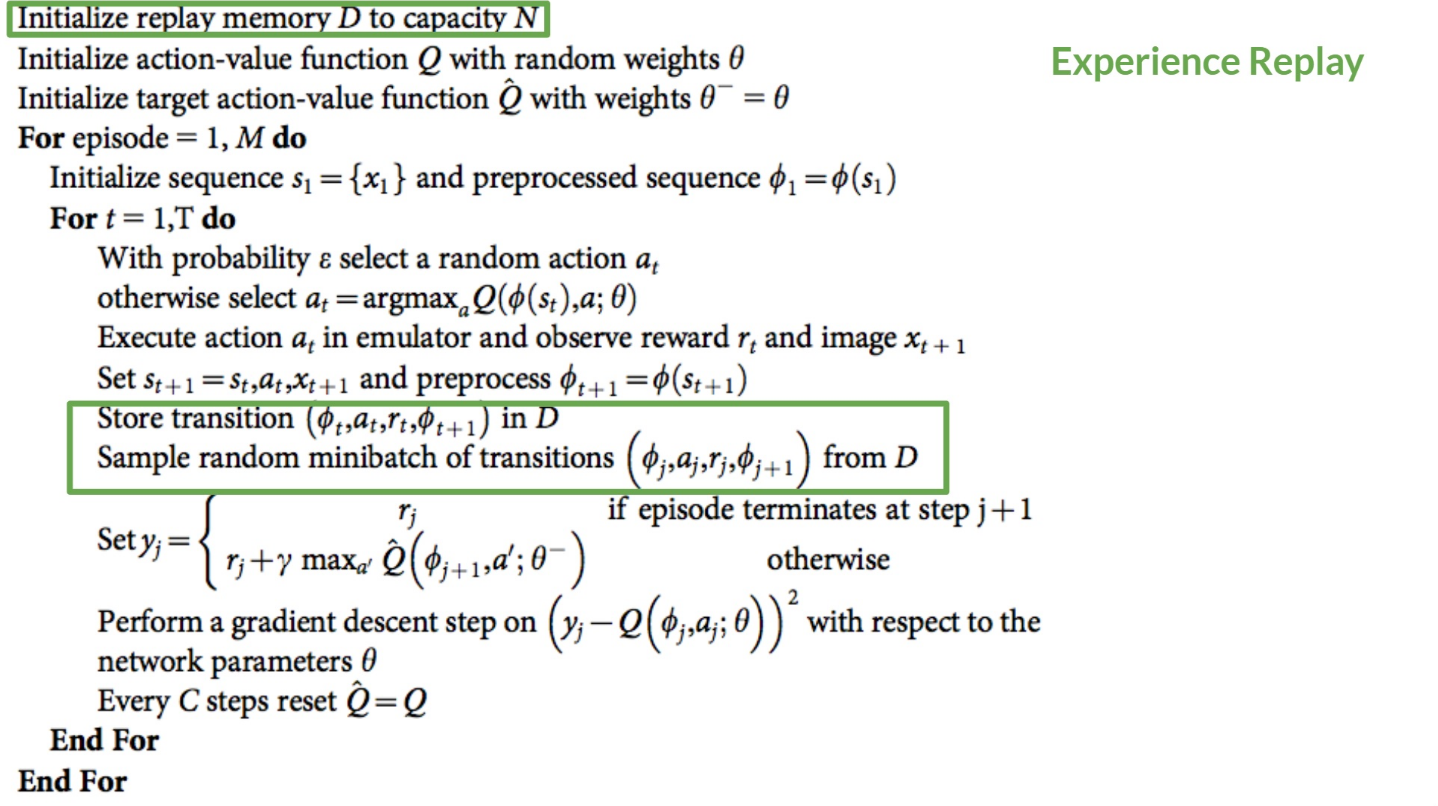 Initialize replay memory D to capacity N
Experience Replay
Initialize action-value function Q with random weights θ
Initialize target action-value function Q̂ with weights θ⁻ = θ
For episode = 1, M do
Initialize sequence s₁ = {x₁} and preprocessed sequence ϕ₁ = ϕ(s₁)
For t = 1,T do
With probability ε select a random action aₜ
otherwise select aₜ = argmaxₐ Q(ϕ(sₜ),a; θ)
Execute action aₜ in emulator and observe reward rₜ and image xₜ₊₁
Set sₜ₊₁ = sₜ,aₜ,xₜ₊₁ and preprocess ϕₜ₊₁ = ϕ(sₜ₊₁)
Store transition (ϕₜ,aₜ,rₜ,ϕₜ₊₁) in D
Sample random minibatch of transitions (ϕⱼ,aⱼ,rⱼ,ϕⱼ₊₁) from D
Set yⱼ = { rⱼ if episode terminates at step j+1
rⱼ + γ maxₐ′ Q̂(ϕⱼ₊₁,a′; θ⁻) otherwise
Perform a gradient descent step on (yⱼ − Q(ϕⱼ,aⱼ; θ))² with respect to the
network parameters θ
Every C steps reset Q̂ = Q
End For
End For